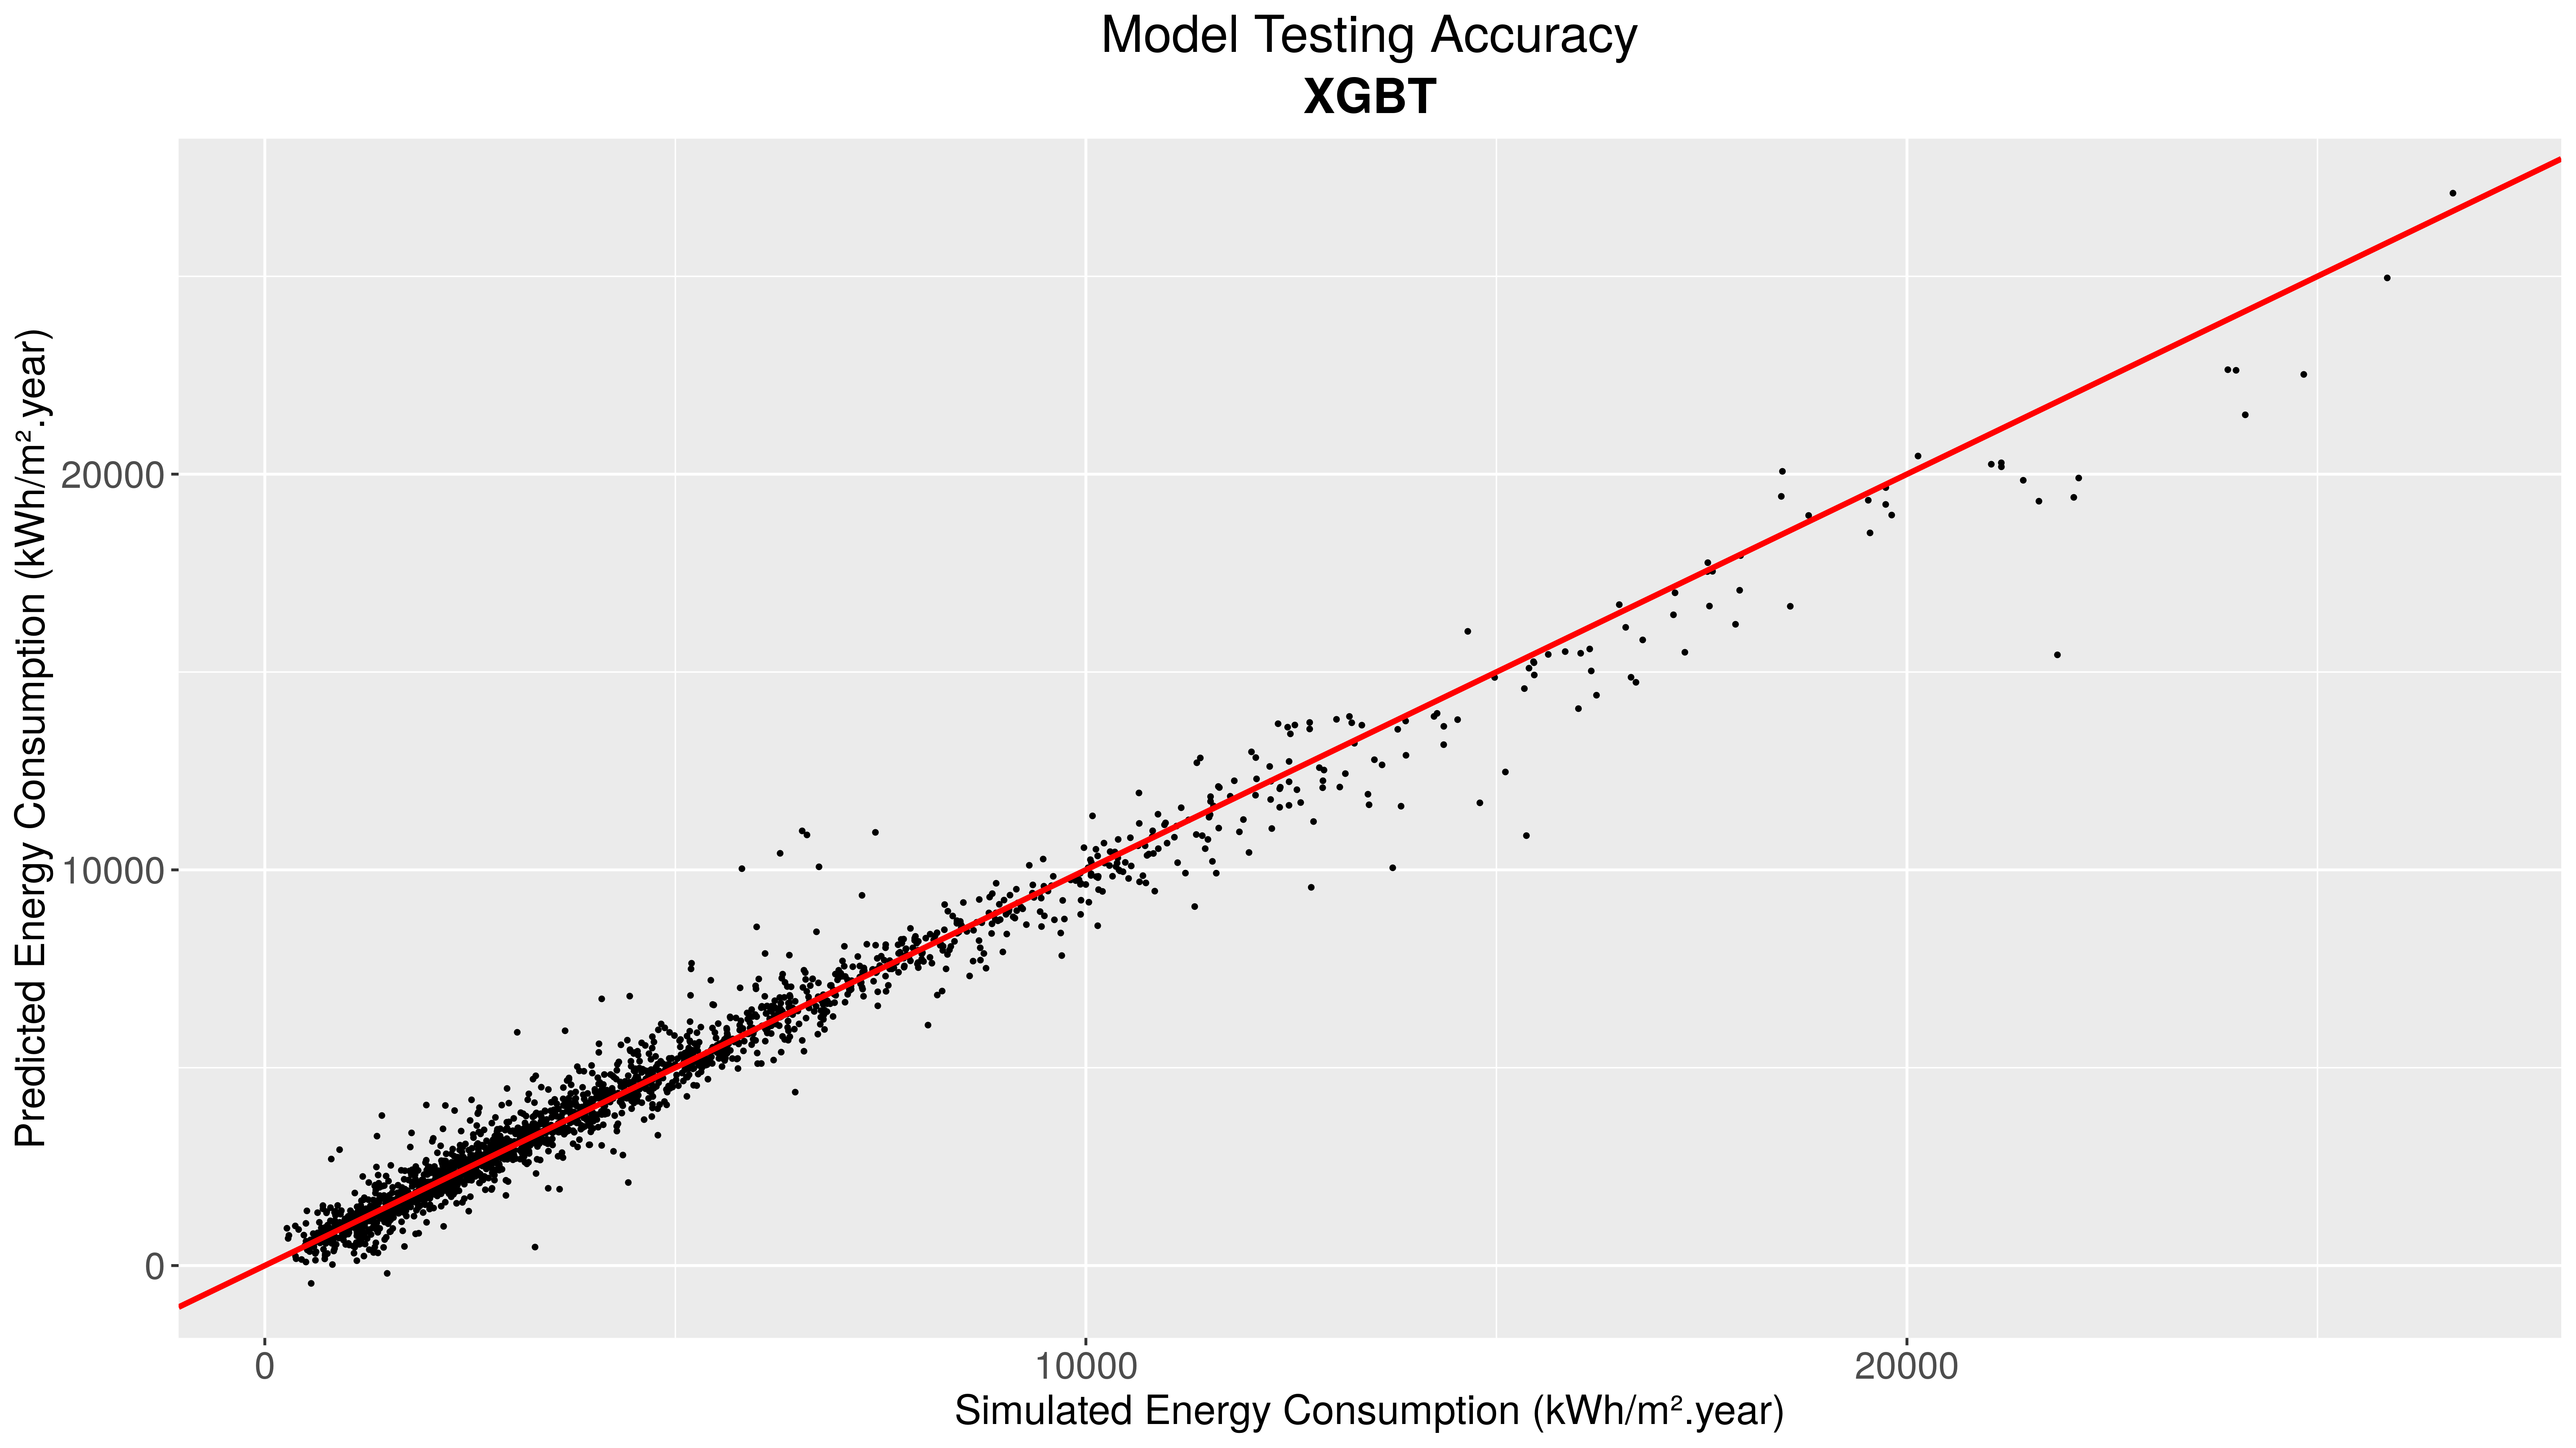 Model Testing Accuracy
XGBT
Predicted Energy Consumption (kWh/m².year)
20000
10000
0
0
10000
20000
Simulated Energy Consumption (kWh/m².year)